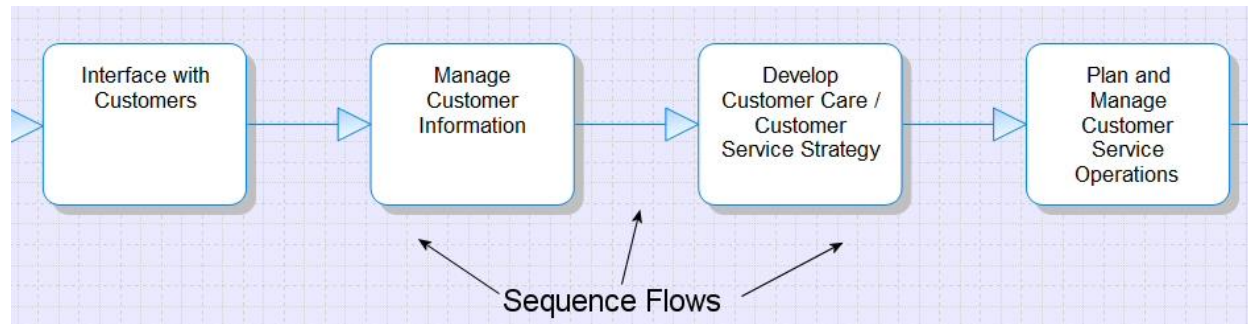 Interface with
Customers
Manage
Customer
Information
Develop
Customer Care /
Customer
Service Strategy
Plan and
Manage
Customer
Service
Operations
Sequence Flows